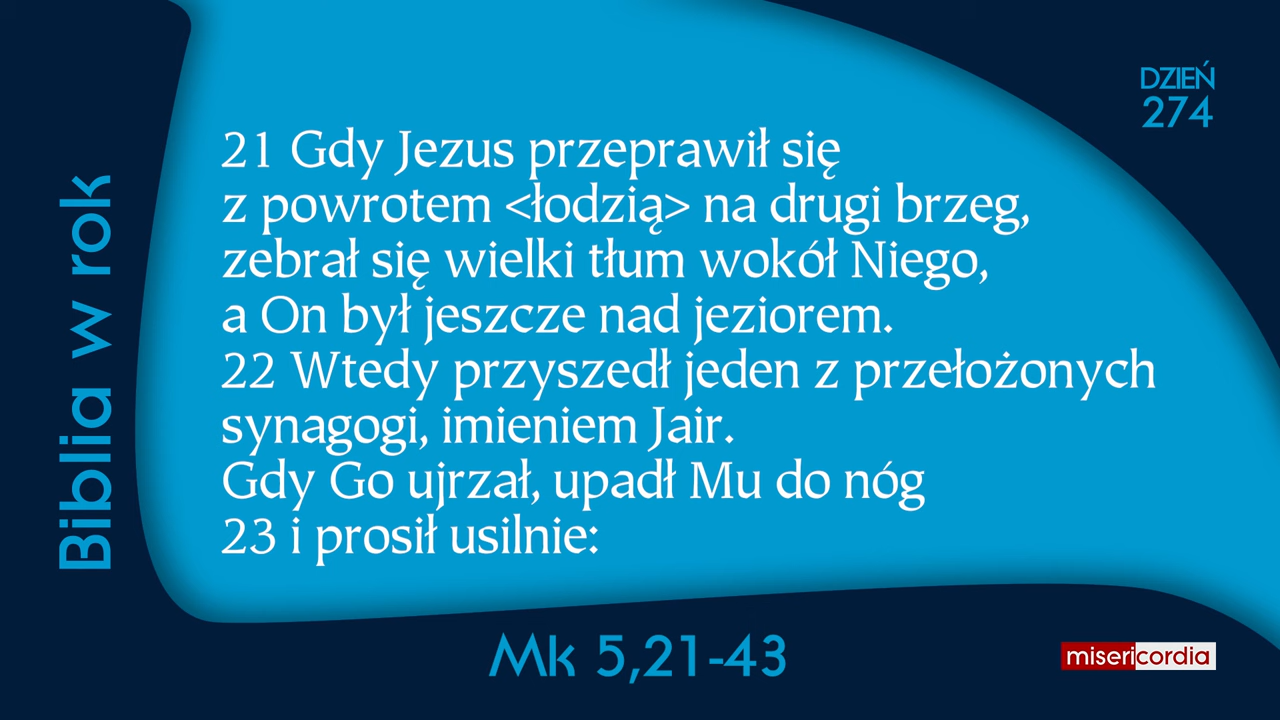 DZIEŃ
274
Biblia w rok
21 Gdy Jezus przeprawił się
z powrotem <łodzią> na drugi brzeg,
zebrał się wielki tłum wokół Niego,
a On był jeszcze nad jeziorem.
22 Wtedy przyszedł jeden z przełożonych
synagogi, imieniem Jair.
Gdy Go ujrzał, upadł Mu do nóg
23 i prosił usilnie:
Mk 5,21-43
misericordia